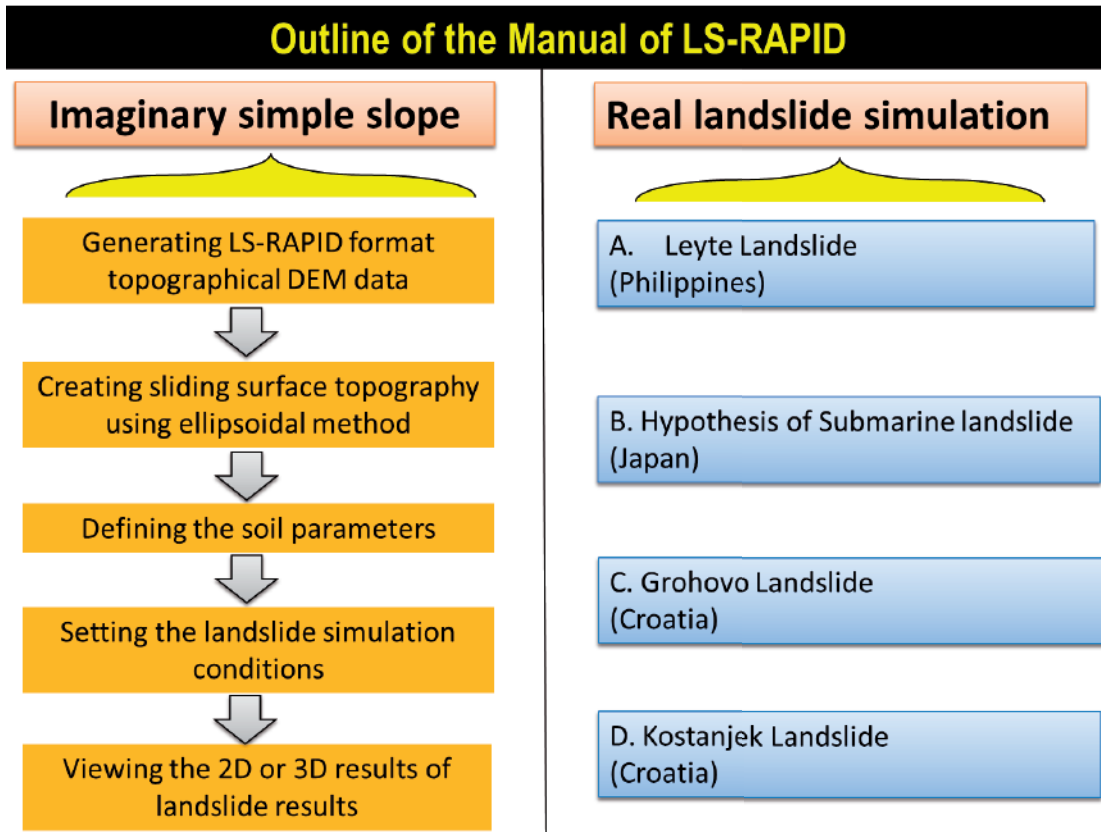 Outline of the Manual of LS-RAPID
Imaginary simple slope
Generating LS-RAPID format
topographical DEM data
Creating sliding surface topography
using ellipsoidal method
Defining the soil parameters
Setting the landslide simulation
conditions
Viewing the 2D or 3D results of
landslide results
Real landslide simulation
A. Leyte Landslide
(Philippines)
B. Hypothesis of Submarine landslide
(Japan)
C. Grohovo Landslide
(Croatia)
D. Kostanjek Landslide
(Croatia)